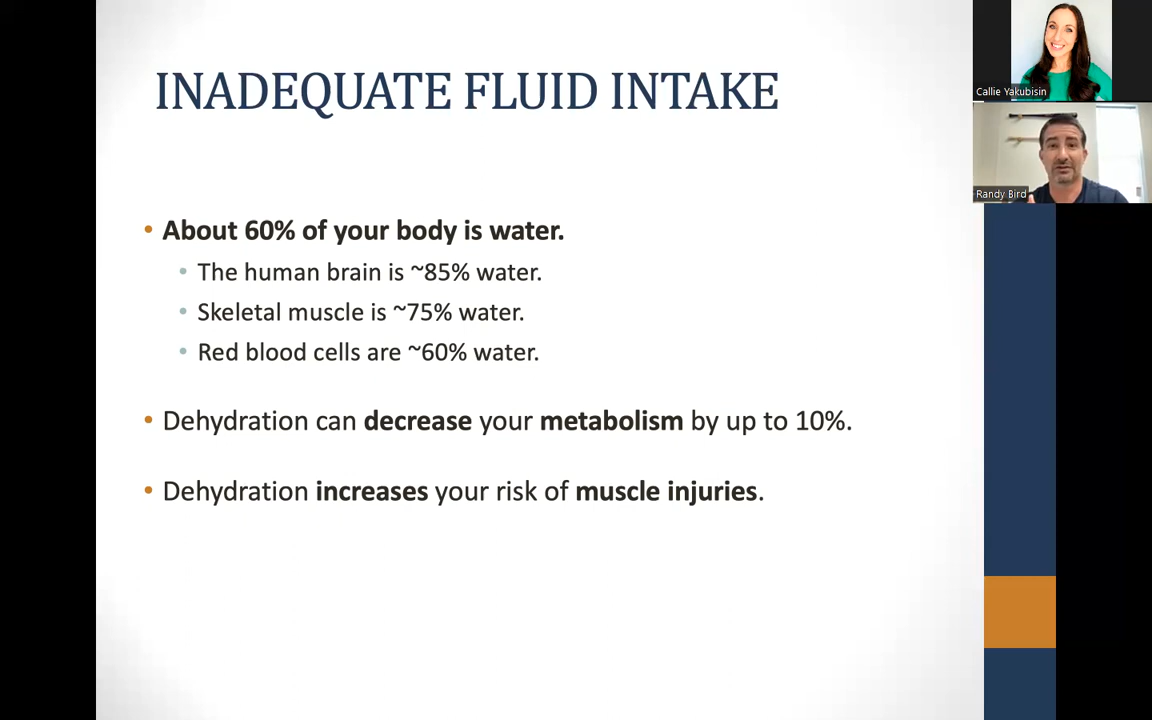 INADEQUATE FLUID INTAKE
• About 60% of your body is water.
• The human brain is ~85% water.
• Skeletal muscle is ~75% water.
• Red blood cells are ~60% water.
• Dehydration can decrease your metabolism by up to 10%.
• Dehydration increases your risk of muscle injuries.
Callie Yakubisin
Randy Bird